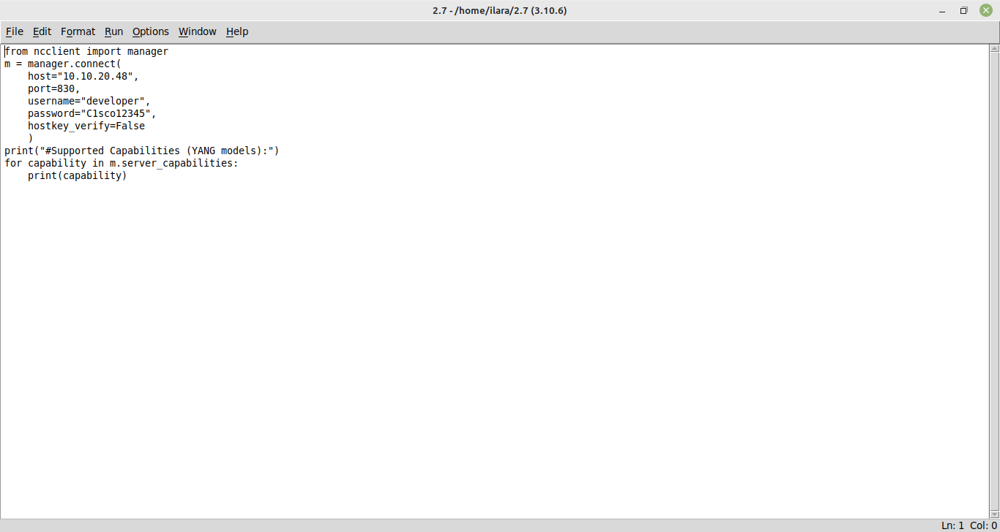 2.7 - /home/ilara/2.7 (3.10.6)
File Edit Format Run Options Window Help
from ncclient import manager
m = manager.connect(
    host="10.10.20.48",
    port=830,
    username="developer",
    password="C1sco12345",
    hostkey_verify=False
    )
print("#Supported Capabilities (YANG models):")
for capability in m.server_capabilities:
    print(capability)
Ln: 1 Col: 0